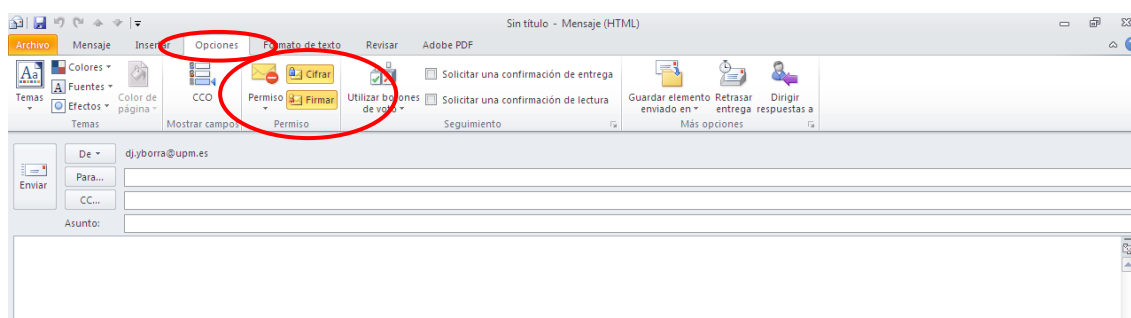 Sin título - Mensaje (HTML)
Archivo Mensaje Insertar Opciones Formato de texto Revisar Adobe PDF
Temas
Colores
Fuentes
Efectos
Color de página
Temas
CCO
Mostrar campos
Permiso
Cifrar
Firmar
Permiso
Utilizar botones de voto
Solicitar una confirmación de entrega
Solicitar una confirmación de lectura
Seguimiento
Guardar elemento enviado en
Retrasar entrega
Dirigir respuestas a
Más opciones
Enviar
De dj.yborra@upm.es
Para...
CC...
Asunto: